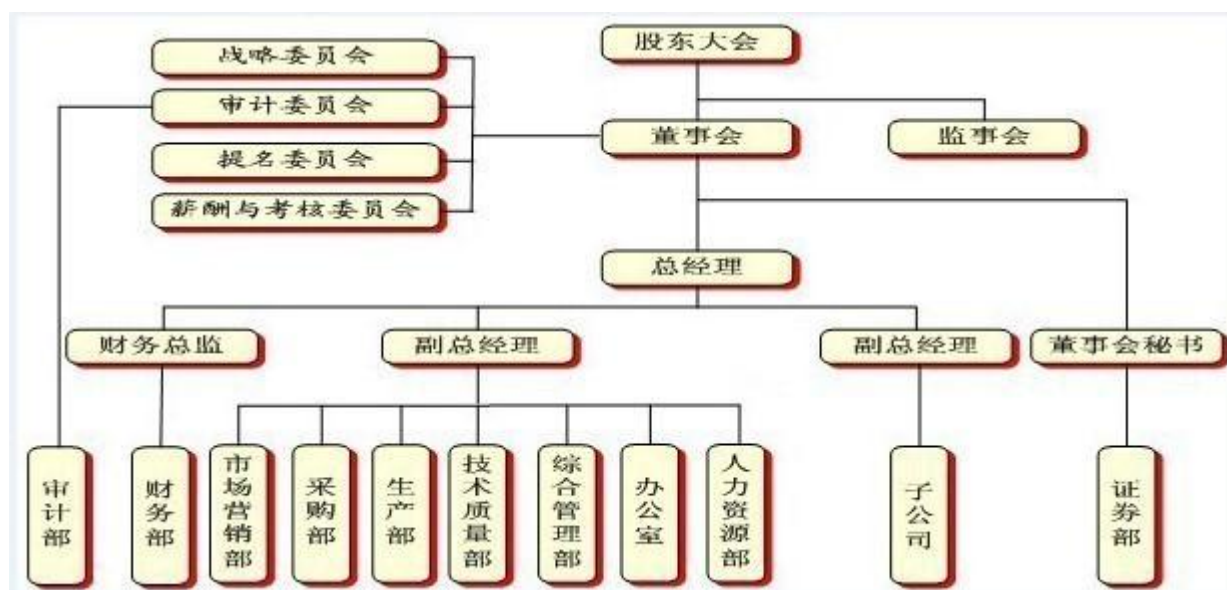 股东大会
战略委员会
审计委员会
董事会
监事会
提名委员会
薪酬与考核委员会
总经理
财务总监
副总经理
副总经理
董事会秘书
审计部
财务部
市场营销部
采购部
生产部
技术质量部
综合管理部
办公室
人力资源部
子公司
证券部